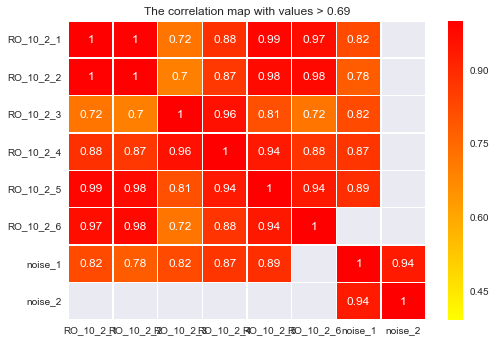 The correlation map with values > 0.69
RO_10_2_1 1 1 0.72 0.88 0.99 0.97 0.82
RO_10_2_2 1 1 0.7 0.87 0.98 0.98 0.78
RO_10_2_3 0.72 0.7 1 0.96 0.81 0.72 0.82
RO_10_2_4 0.88 0.87 0.96 1 0.94 0.88 0.87
RO_10_2_5 0.99 0.98 0.81 0.94 1 0.94 0.89
RO_10_2_6 0.97 0.98 0.72 0.88 0.94 1
noise_1 0.82 0.78 0.82 0.87 0.89 1 0.94
noise_2 0.94 1
RO_10_2_1 RO_10_2_2 RO_10_2_3 RO_10_2_4 RO_10_2_5 RO_10_2_6 noise_1 noise_2
0.90
0.75
0.60
0.45